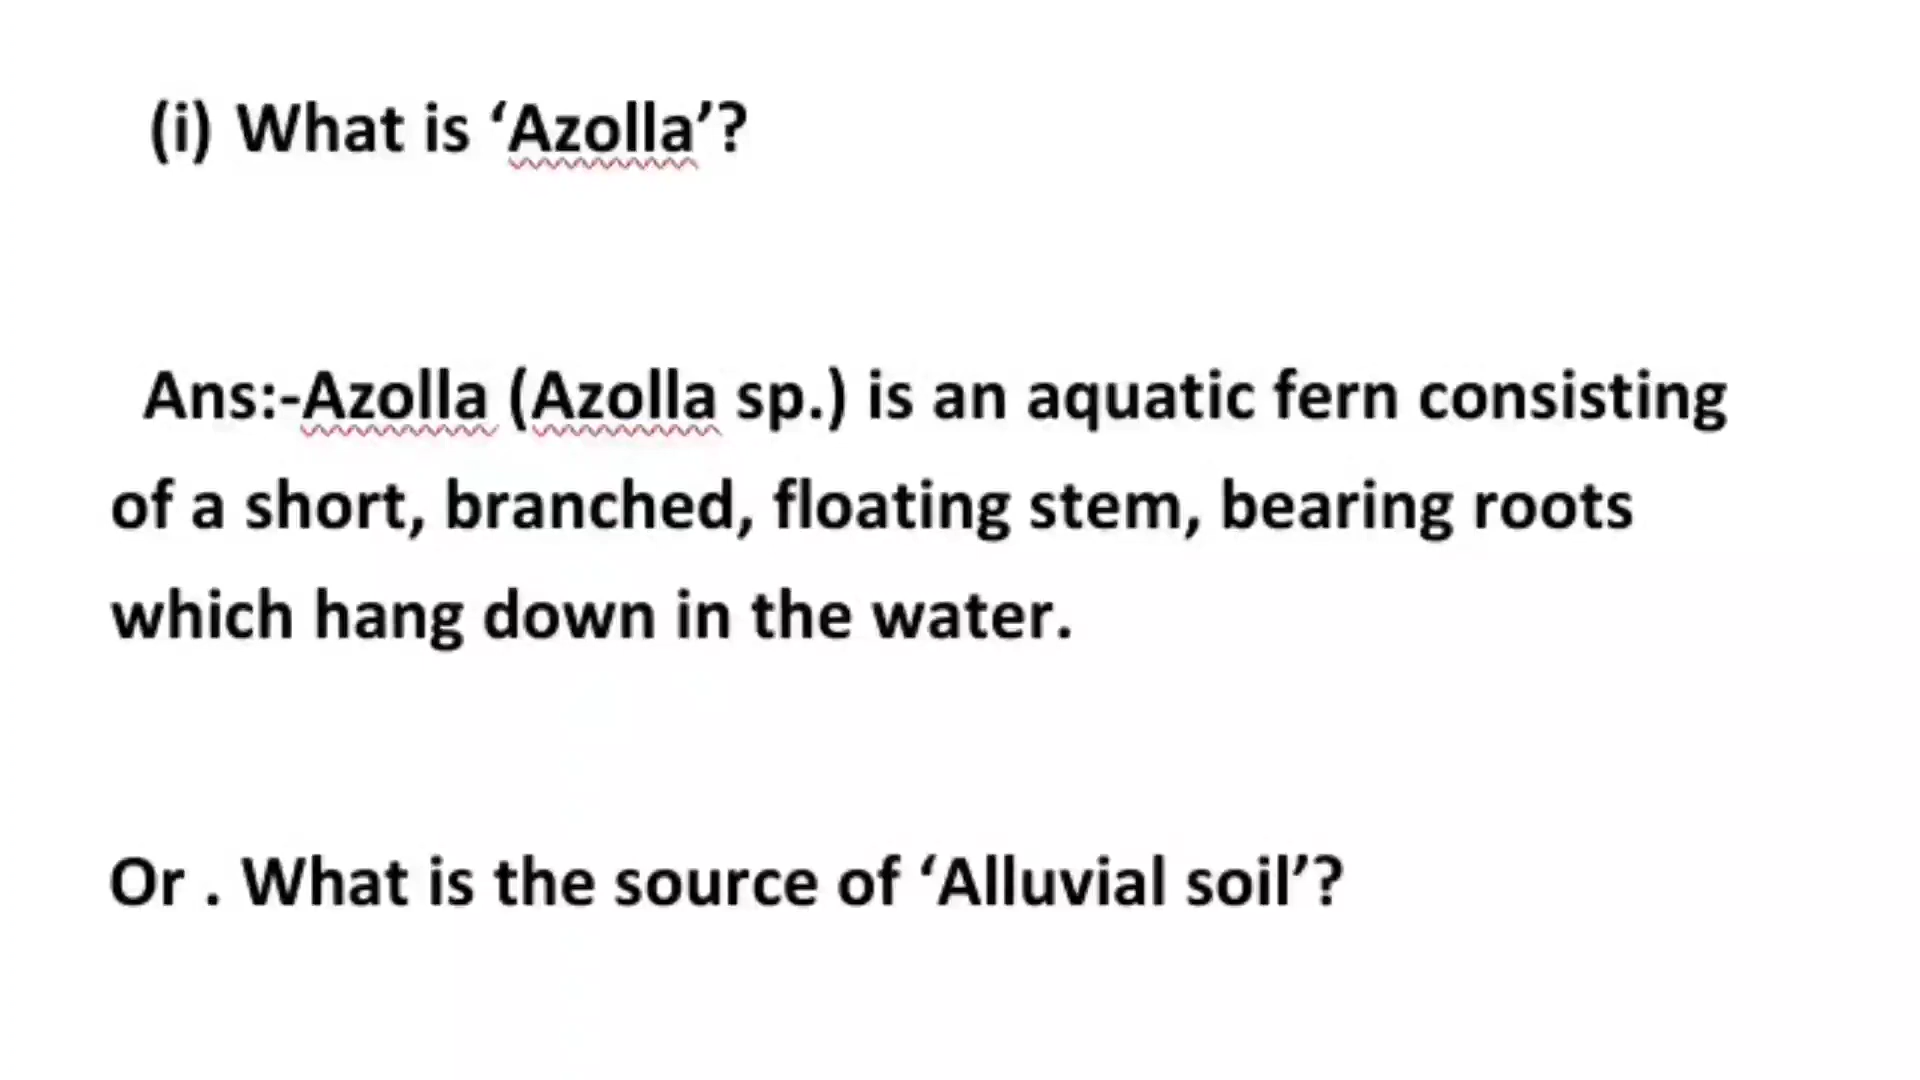 (i) What is ‘Azolla’?
Ans:-Azolla (Azolla sp.) is an aquatic fern consisting
of a short, branched, floating stem, bearing roots
which hang down in the water.
Or . What is the source of ‘Alluvial soil’?